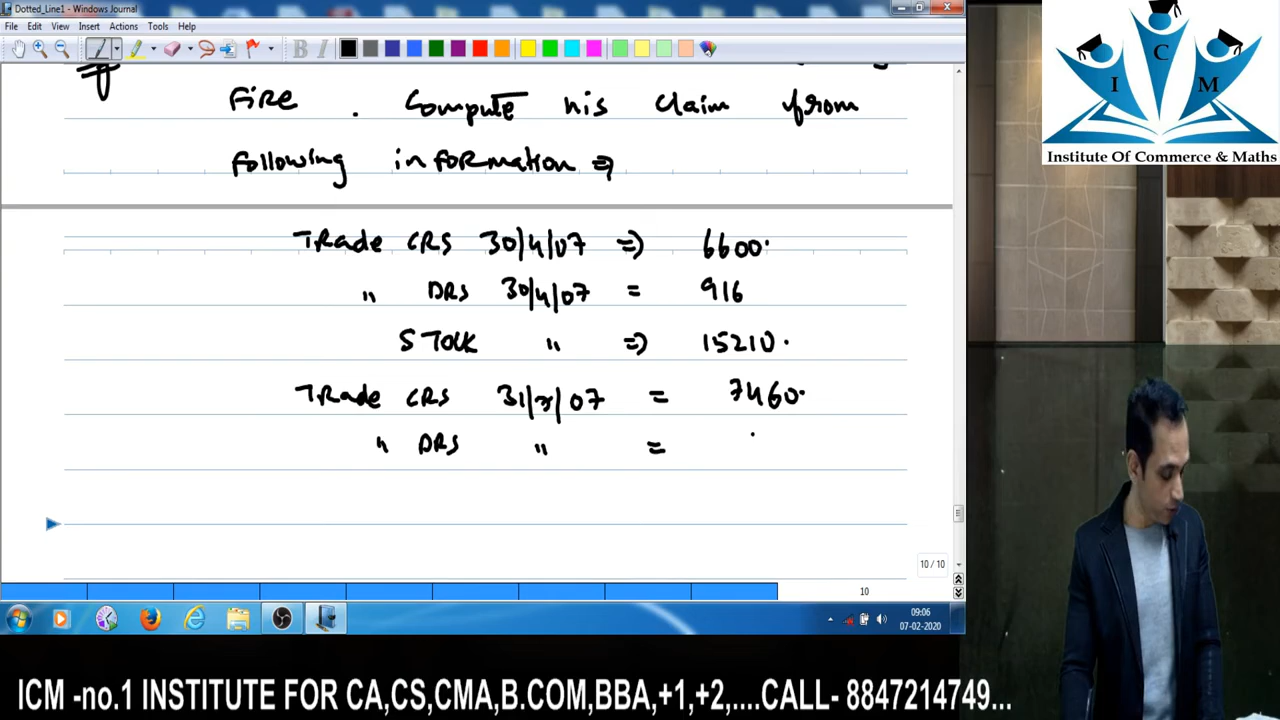 Dotted_Line1 - Windows Journal
File Edit View Insert Actions Tools Help
B I
Fire . Compute his claim from
Following information ⇒
Trade CRS 30/4/07 ⇒ 6600.
" DRS 30/4/07 = 916
STOCK " ⇒ 15210.
Trade CRS 31/7/07 = 7460.
" DRS " =
10 / 10
10
09:06
07-02-2020
I C M
Institute Of Commerce & Maths
ICM -no.1 INSTITUTE FOR CA,CS,CMA,B.COM,BBA,+1,+2,....CALL- 8847214749...